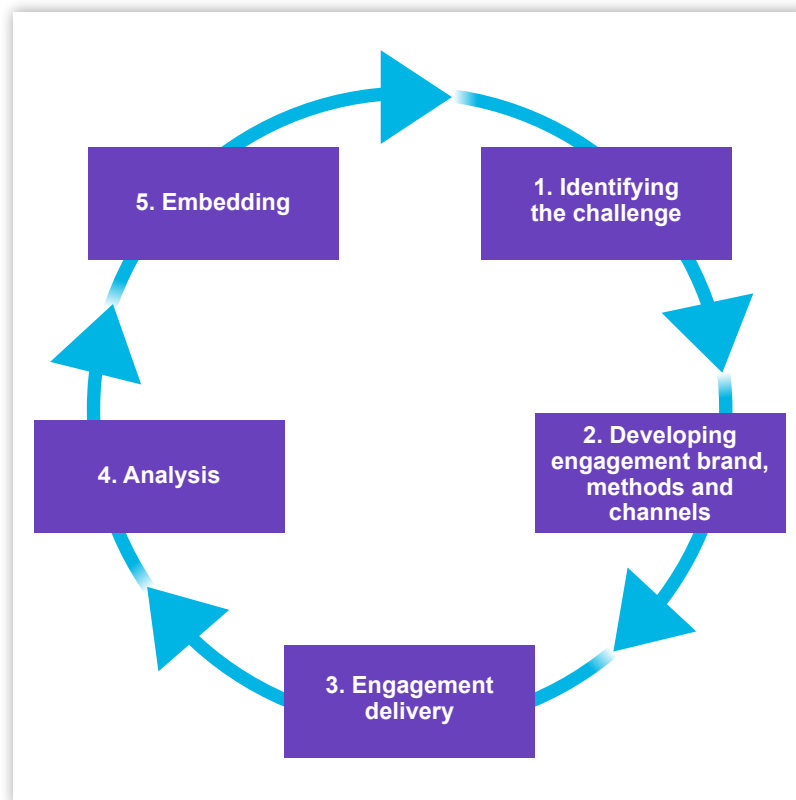 1. Identifying
the challenge
2. Developing
engagement brand,
methods and
channels
3. Engagement
delivery
4. Analysis
5. Embedding